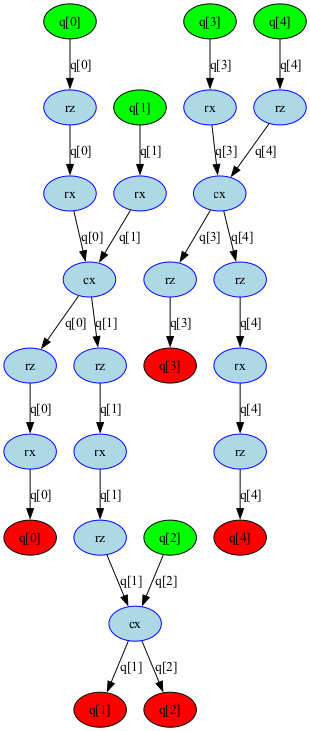 q[0] q[3] q[4]
q[0] q[3] q[4]
rz q[1] rx rz
q[0] q[1] q[3] q[4]
rx rx cx
q[0] q[1] q[3] q[4]
cx rz rz
q[0] q[1] q[3] q[4]
rz rz q[3] rx
q[0] q[1] q[4]
rx rx rz
q[0] q[1] q[4]
q[0] rz q[2] q[4]
q[1] q[2]
cx
q[1] q[2]
q[1] q[2]